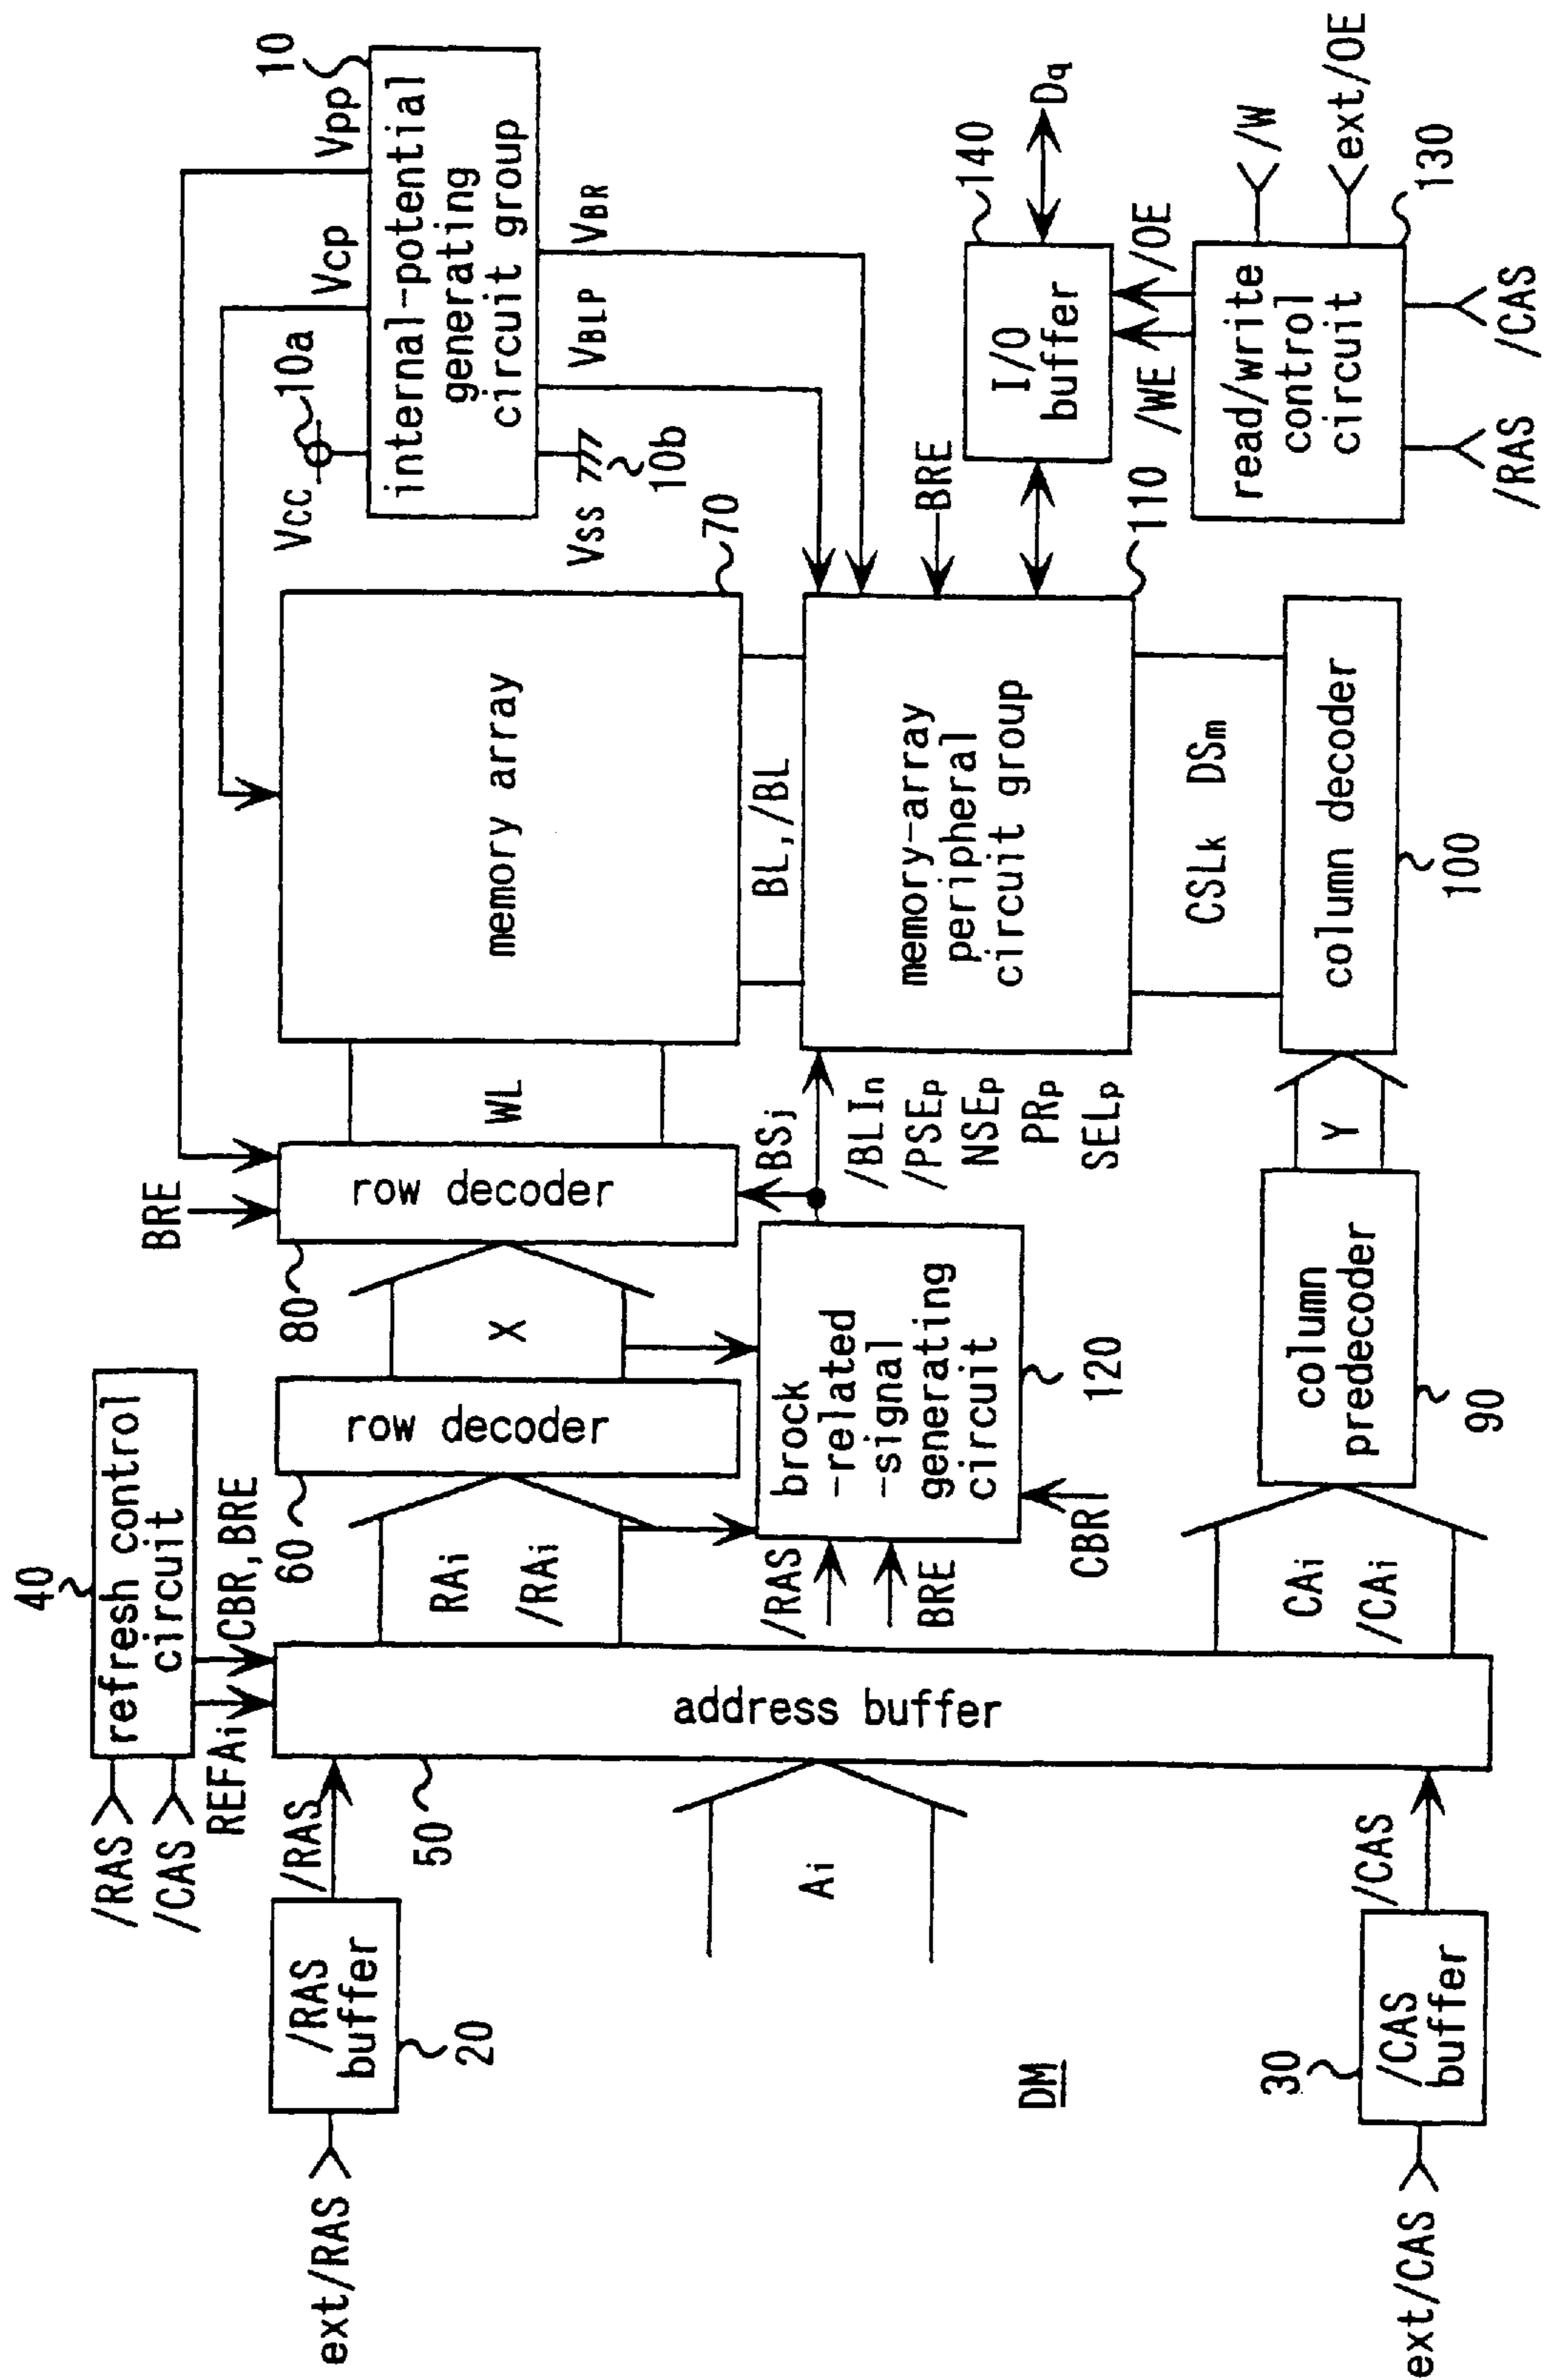 10
Vpp
Vcp
Vcc
10a
internal-potential
generating
circuit group
Vss
10b
VBLP
VBR
40
refresh control
circuit
/RAS
/CAS
REFAi
CBR,BRE
BRE
60
80
70
ext/RAS
/RAS
buffer
20
/RAS
50
address buffer
RAi
/RAi
row decoder
X
row decoder
WL
memory array
BL,/BL
BSj
Ai
/RAS
BRE
CBR
brock
-related
-signal
generating
circuit
120
/BLIn
/PSEp
NSEp
PRp
SELp
memory-array
peripheral
circuit group
110
BRE
I/O
buffer
140
Dq
/WE
/OE
read/write
control
circuit
130
/W
ext/OE
/RAS
/CAS
CSLk DSm
DM
ext/CAS
30
/CAS
buffer
/CAS
CAi
/CAi
column
predecoder
90
Y
column decoder
100